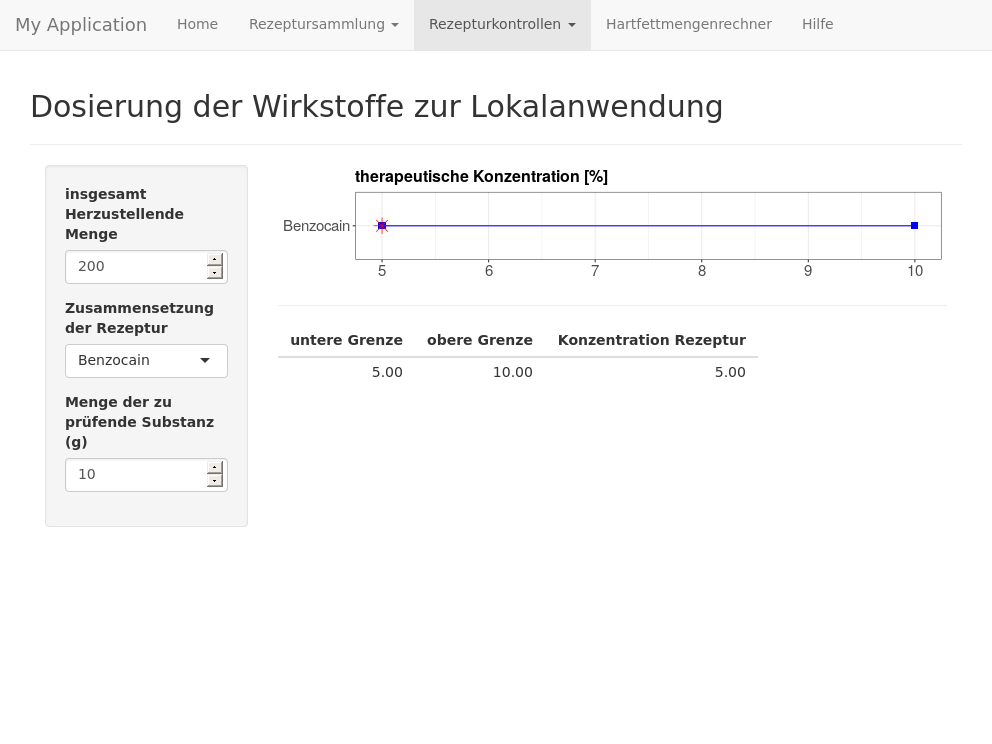 My Application Home Rezeptursammlung Rezepturkontrollen Hartfettmengenrechner Hilfe
Dosierung der Wirkstoffe zur Lokalanwendung
insgesamt
Herzustellende
Menge
200
Zusammensetzung
der Rezeptur
Benzocain
Menge der zu
prüfende Substanz
(g)
10
therapeutische Konzentration [%]
Benzocain
5 6 7 8 9 10
untere Grenze obere Grenze Konzentration Rezeptur
5.00 10.00 5.00